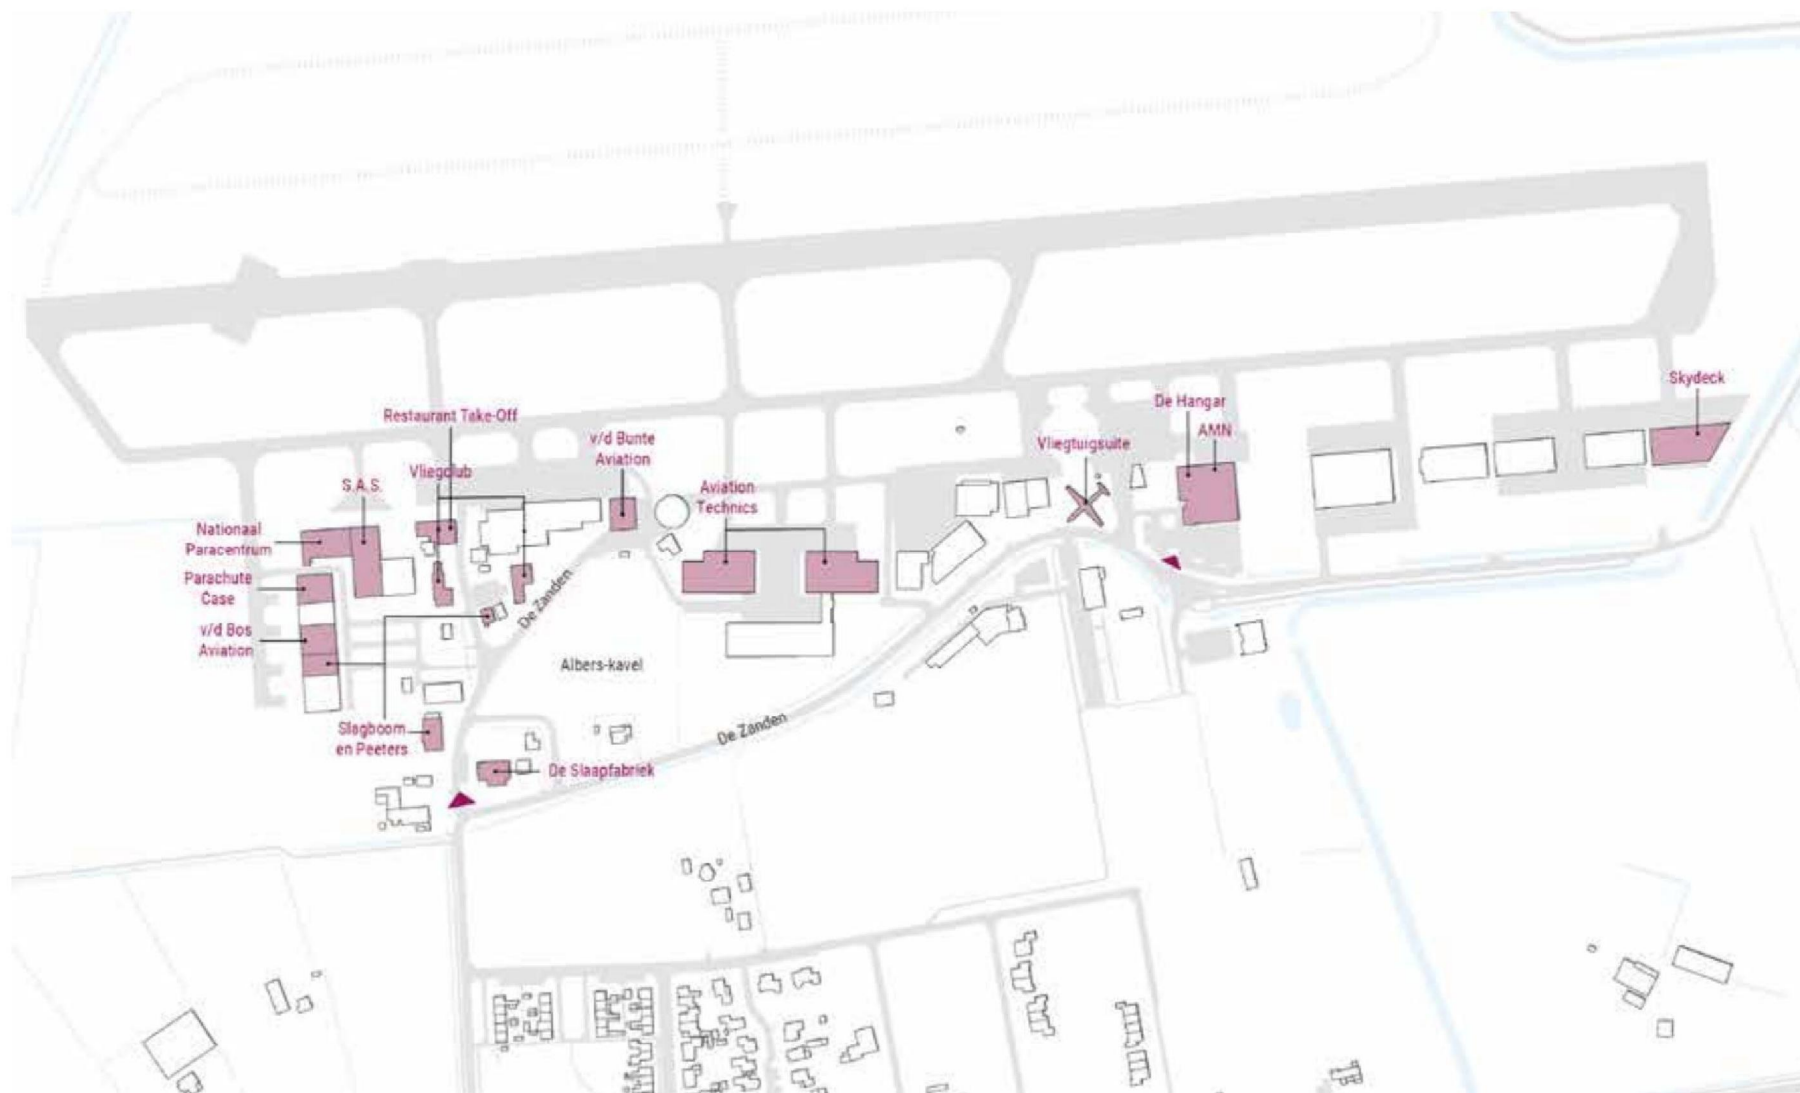 Skydeck
De Hangar
AMN
Restaurant Take-Off
v/d Bunte
Aviation
Vliegtuigsuite
Vliegclub
S.A.S.
Aviation
Technics
Nationaal
Paracentrum
Parachute
Case
De Zanden
v/d Bos
Aviation
Albers-kavel
Slagboom
en Peeters
De Zanden
De Slaapfabriek